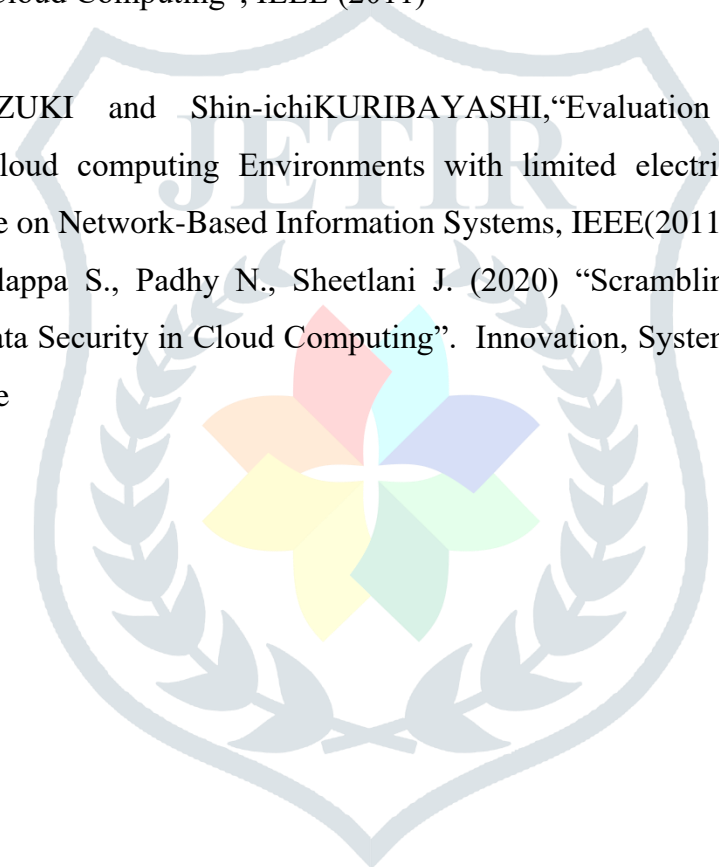 Cloud Computing", IEEE (2011)
JETIR
ZUKI and Shin-ichiKURIBAYASHI,"Evaluation
loud computing Environments with limited electri
e on Network-Based Information Systems, IEEE(2011
lappa S., Padhy N., Sheetlani J. (2020) "Scramblin
ata Security in Cloud Computing". Innovation, System
e